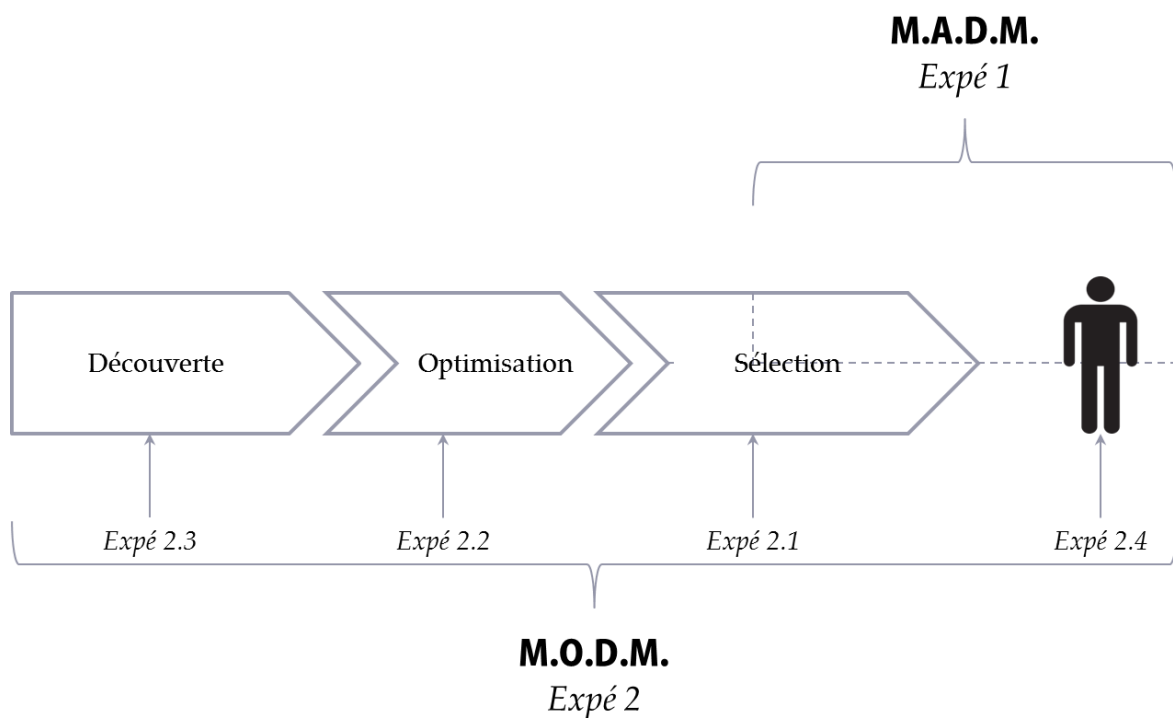 M.A.D.M.
Expé 1
Découverte
Optimisation
Sélection
Expé 2.3
Expé 2.2
Expé 2.1
Expé 2.4
M.O.D.M.
Expé 2